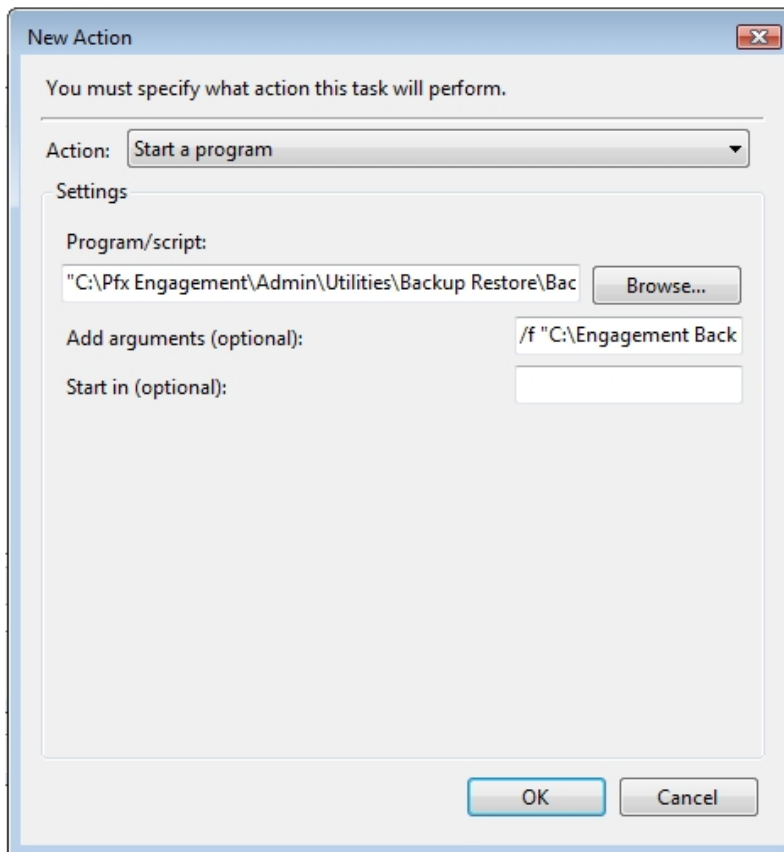 New Action
You must specify what action this task will perform.
Action: Start a program
Settings
Program/script:
"C:\Pfx Engagement\Admin\Utilities\Backup Restore\Bac Browse...
Add arguments (optional): /f "C:\Engagement Back
Start in (optional):
OK Cancel